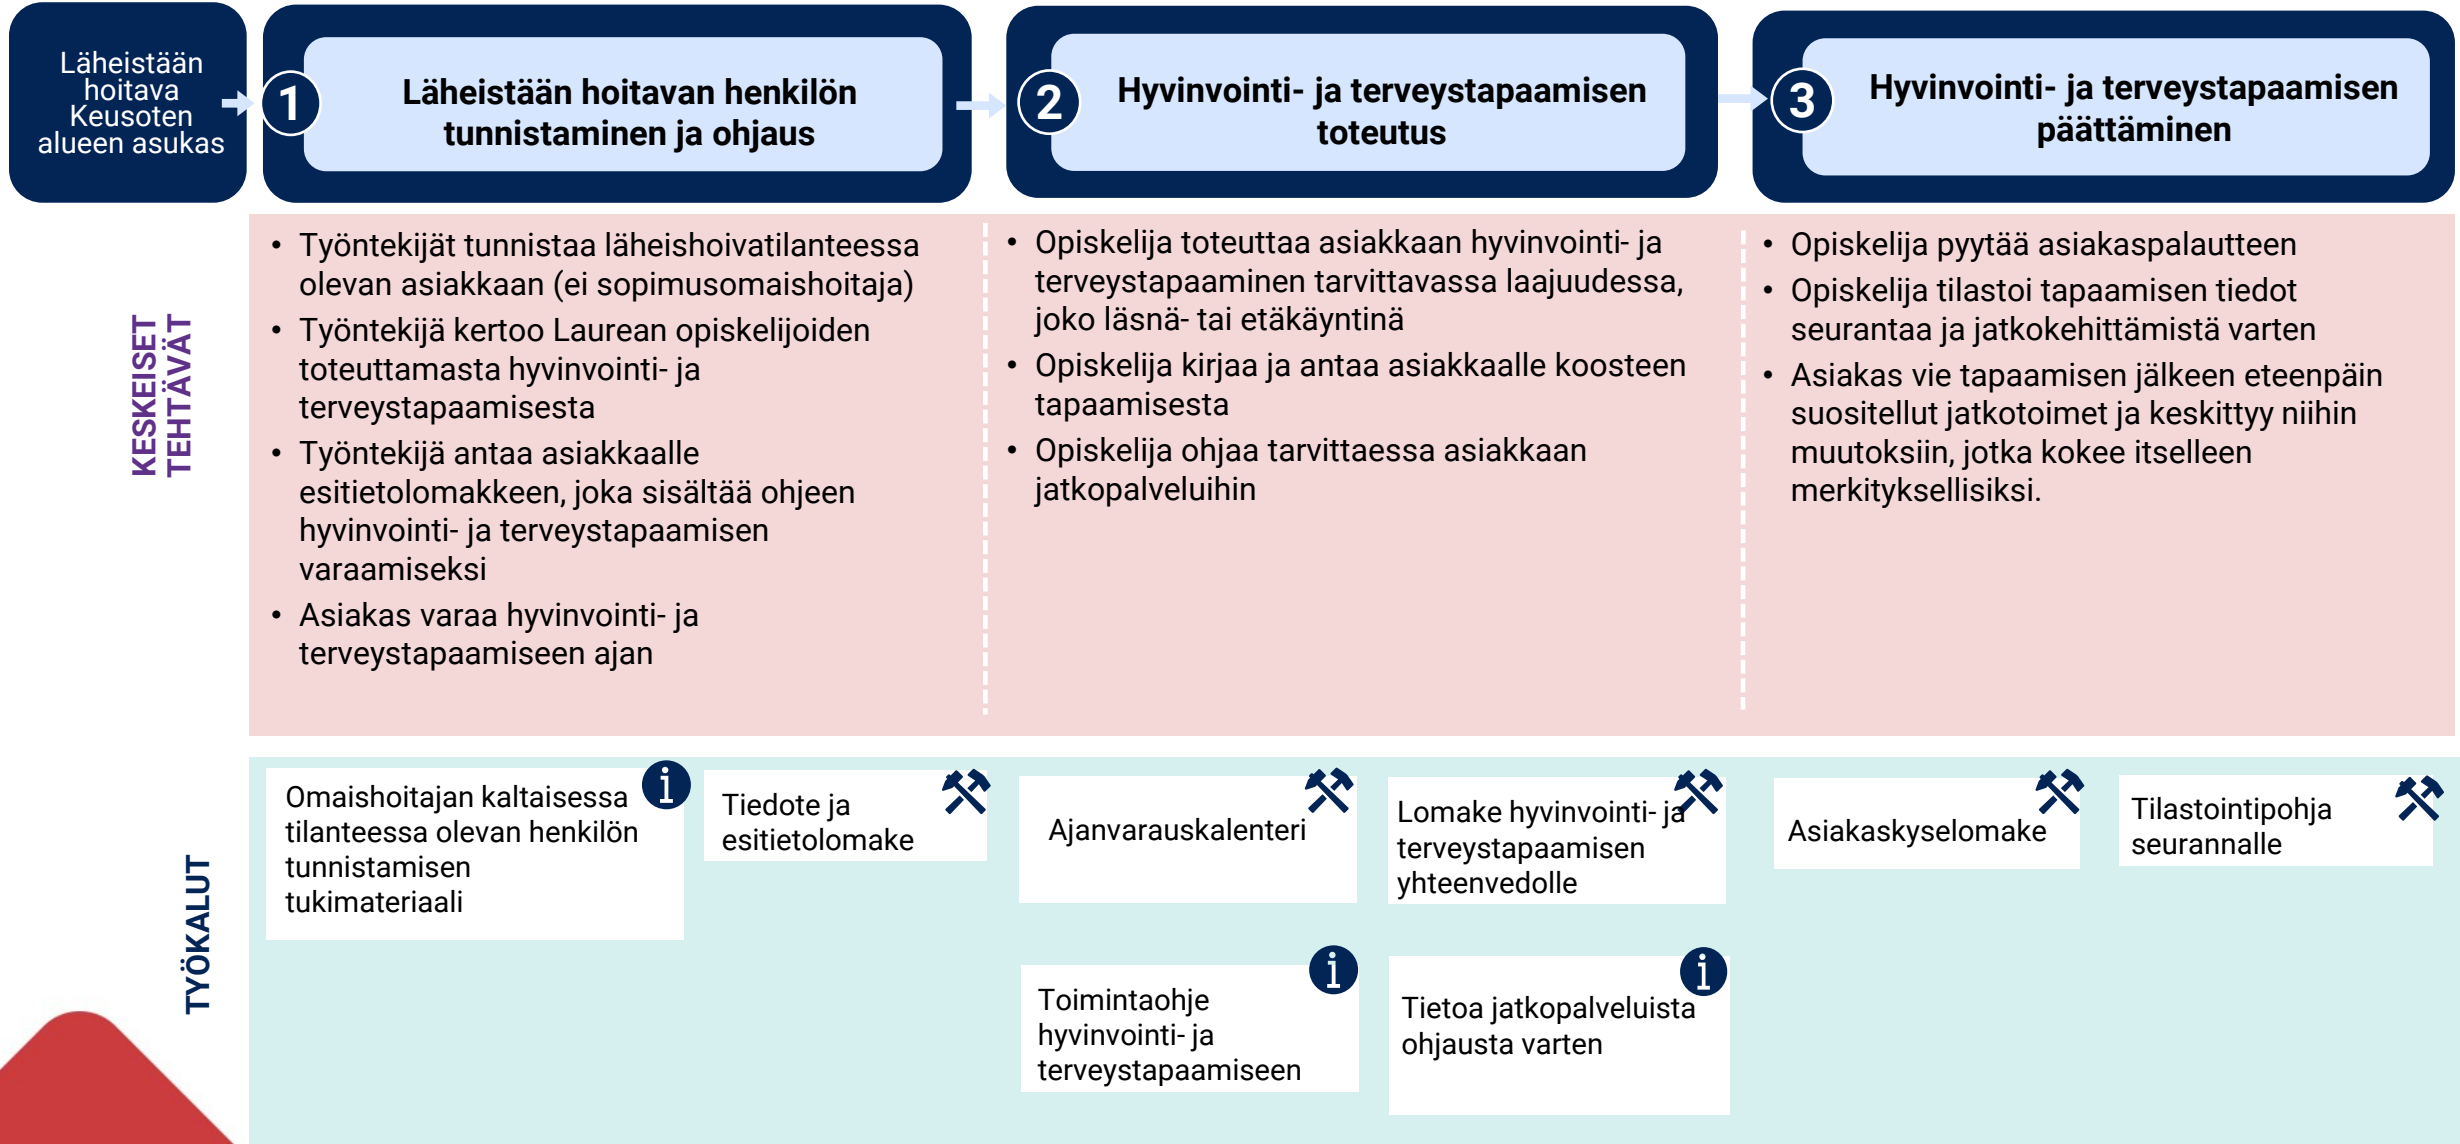 Läheistään
hoitava
Keusoten
alueen asukas
1
Läheistään hoitavan henkilön
tunnistaminen ja ohjaus
2
Hyvinvointi- ja terveystapaamisen
toteutus
3
Hyvinvointi- ja terveystapaamisen
päättäminen
KESKEISET
TEHTÄVÄT
• Työntekijät tunnistaa läheishoivatilanteessa
olevan asiakkaan (ei sopimusomaishoitaja)
• Työntekijä kertoo Laurean opiskelijoiden
toteuttamasta hyvinvointi- ja
terveystapaamisesta
• Työntekijä antaa asiakkaalle
esitietolomakkeen, joka sisältää ohjeen
hyvinvointi- ja terveystapaamisen
varaamiseksi
• Asiakas varaa hyvinvointi- ja
terveystapaamiseen ajan
• Opiskelija toteuttaa asiakkaan hyvinvointi- ja
terveystapaaminen tarvittavassa laajuudessa,
joko läsnä- tai etäkäyntinä
• Opiskelija kirjaa ja antaa asiakkaalle koosteen
tapaamisesta
• Opiskelija ohjaa tarvittaessa asiakkaan
jatkopalveluihin
• Opiskelija pyytää asiakaspalautteen
• Opiskelija tilastoi tapaamisen tiedot
seurantaa ja jatkokehittämistä varten
• Asiakas vie tapaamisen jälkeen eteenpäin
suositellut jatkotoimet ja keskittyy niihin
muutoksiin, jotka kokee itselleen
merkityksellisiksi.
TYÖKALUT
Omaishoitajan kaltaisessa
tilanteessa olevan henkilön
tunnistamisen
tukimateriaali
i
Tiedote ja
esitietolomake
Ajanvarauskalenteri
Lomake hyvinvointi- ja
terveystapaamisen
yhteenvedolle
Asiakaskyselomake
Tilastointipohja
seurannalle
Toimintaohje
hyvinvointi- ja
terveystapaamiseen
i
Tietoa jatkopalveluista
ohjausta varten
i